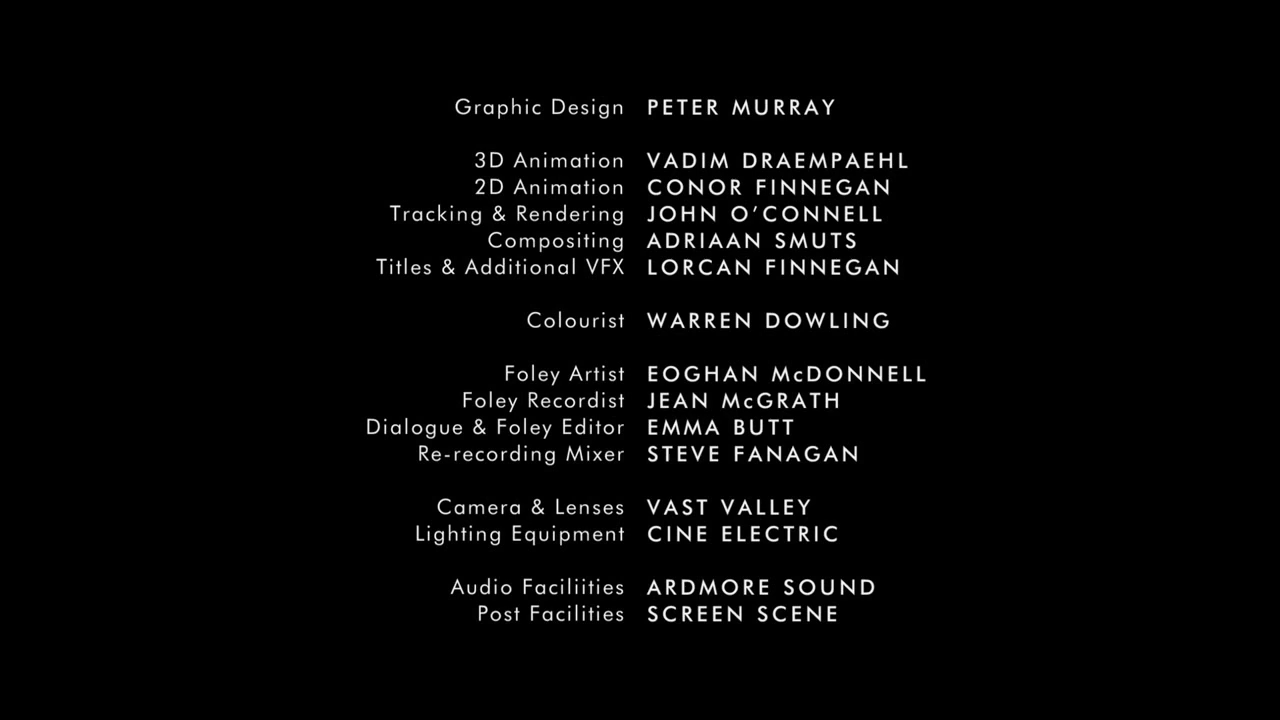 Graphic Design PETER MURRAY
3D Animation VADIM DRAEMPAEHL
2D Animation CONOR FINNEGAN
Tracking & Rendering JOHN O’CONNELL
Compositing ADRIAAN SMUTS
Titles & Additional VFX LORCAN FINNEGAN
Colourist WARREN DOWLING
Foley Artist EOGHAN McDONNELL
Foley Recordist JEAN McGRATH
Dialogue & Foley Editor EMMA BUTT
Re-recording Mixer STEVE FANAGAN
Camera & Lenses VAST VALLEY
Lighting Equipment CINE ELECTRIC
Audio Faciliities ARDMORE SOUND
Post Facilities SCREEN SCENE